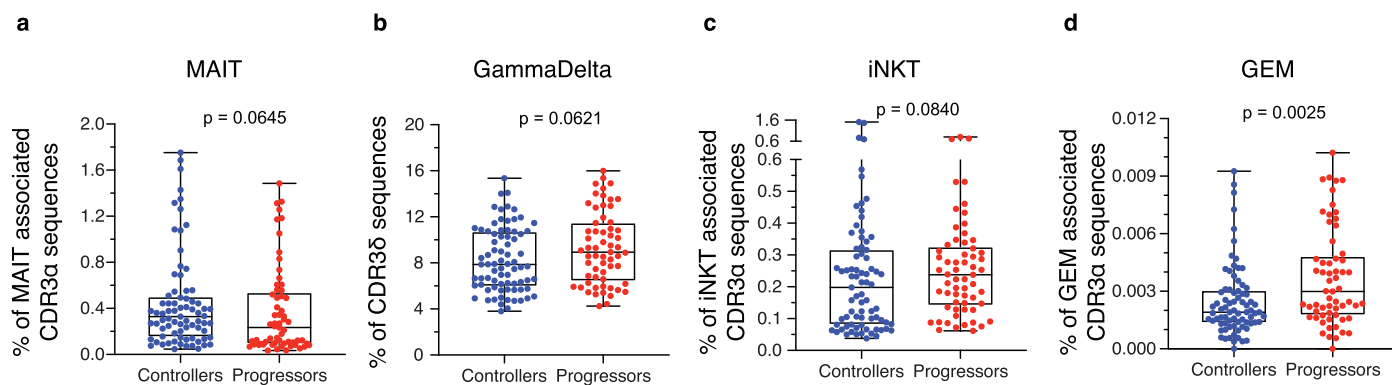 a
MAIT
p = 0.0645
% of MAIT associated
CDR3α sequences
2.0
1.6
1.2
0.8
0.4
0.0
Controllers Progressors
b
GammaDelta
p = 0.0621
% of CDR3δ sequences
20
16
12
8
4
0
Controllers Progressors
c
iNKT
p = 0.0840
% of iNKT associated
CDR3α sequences
1.6
0.6
0.6
0.5
0.4
0.3
0.2
0.1
0.0
Controllers Progressors
d
GEM
p = 0.0025
% of GEM associated
CDR3α sequences
0.012
0.009
0.006
0.003
0.000
Controllers Progressors